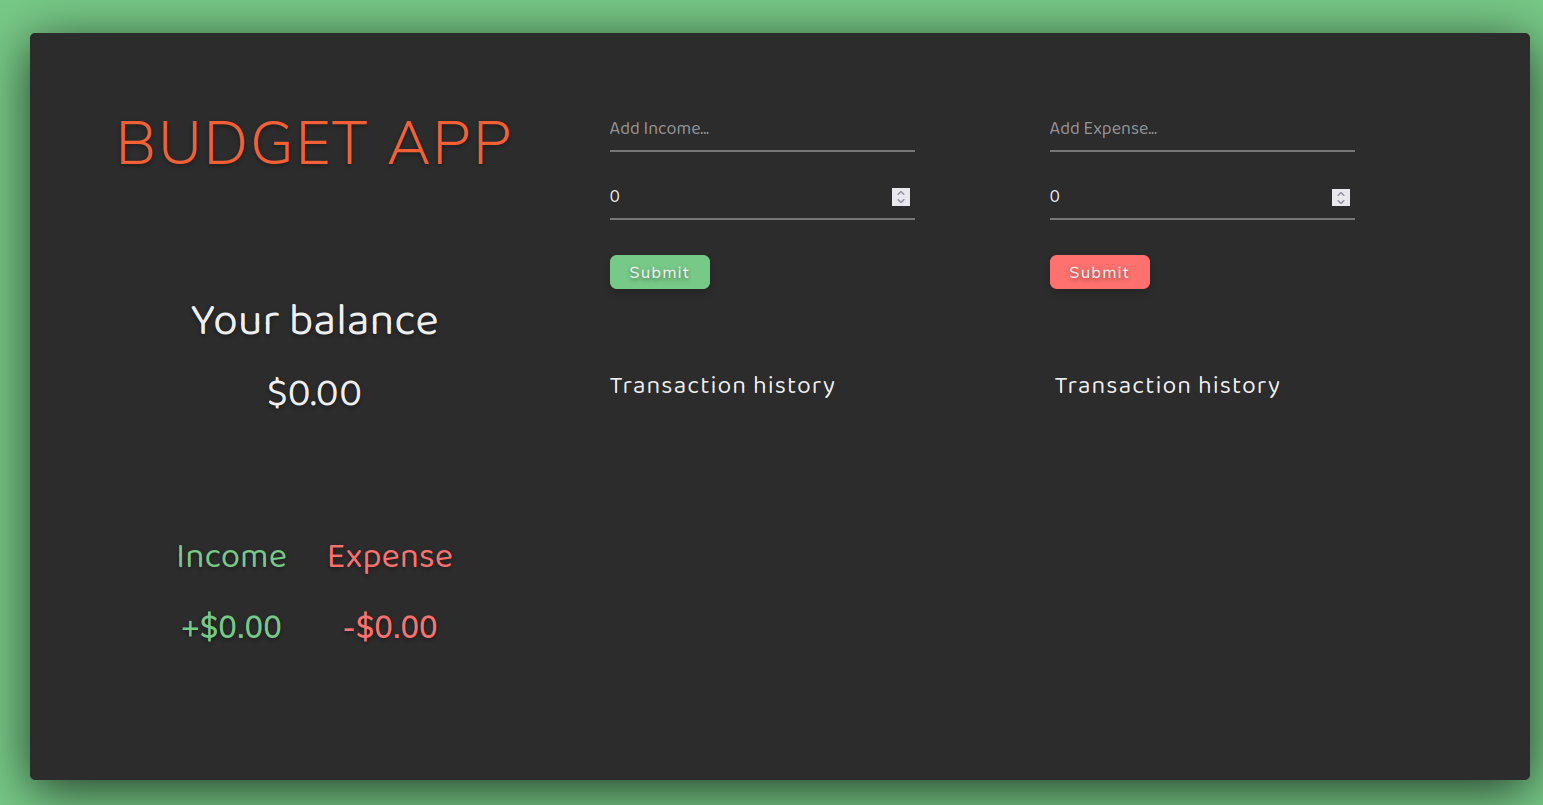 BUDGET APP
Your balance
$0.00
Income
Expense
+$0.00
-$0.00
Add Income...
0
Submit
Transaction history
Add Expense...
0
Submit
Transaction history